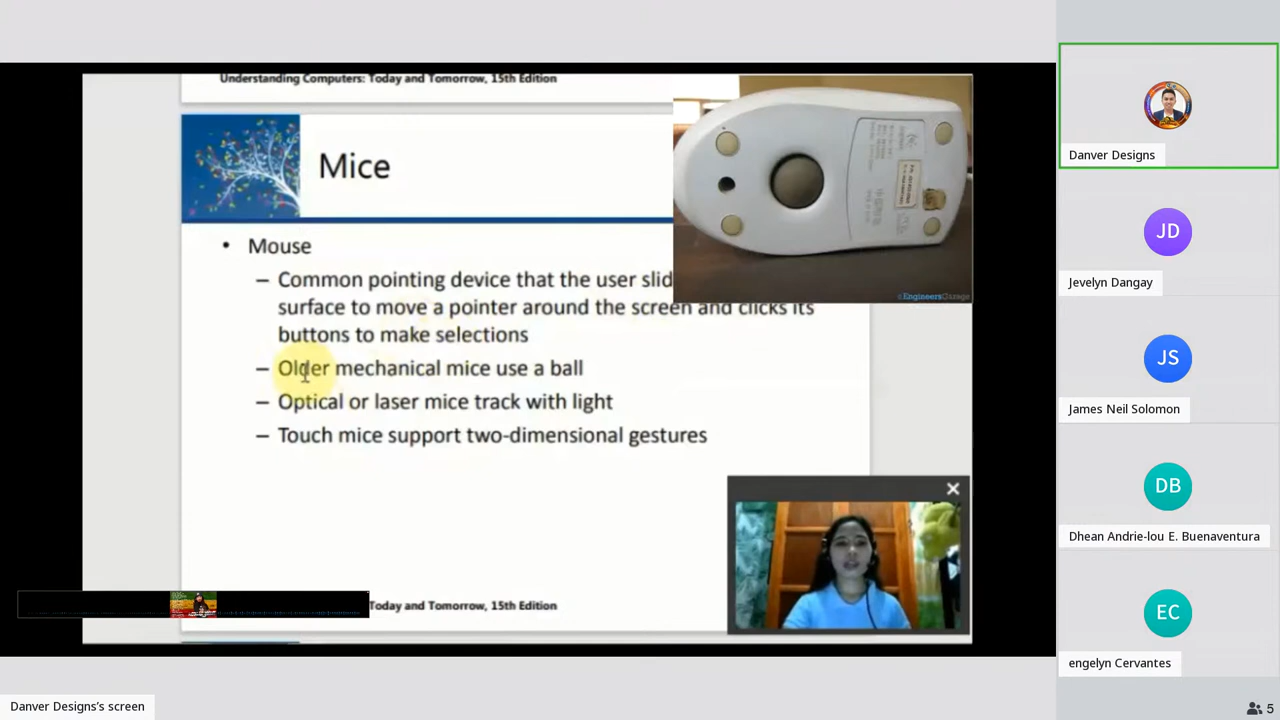 Understanding Computers: Today and Tomorrow, 15th Edition
Mice
• Mouse
– Common pointing device that the user slid
surface to move a pointer around the screen and clicks its
buttons to make selections
– Older mechanical mice use a ball
– Optical or laser mice track with light
– Touch mice support two-dimensional gestures
Today and Tomorrow, 15th Edition
EngineersGarage
Danver Designs
JD
Jevelyn Dangay
JS
James Neil Solomon
DB
Dhean Andrie-lou E. Buenaventura
EC
engelyn Cervantes
Danver Designs's screen
5